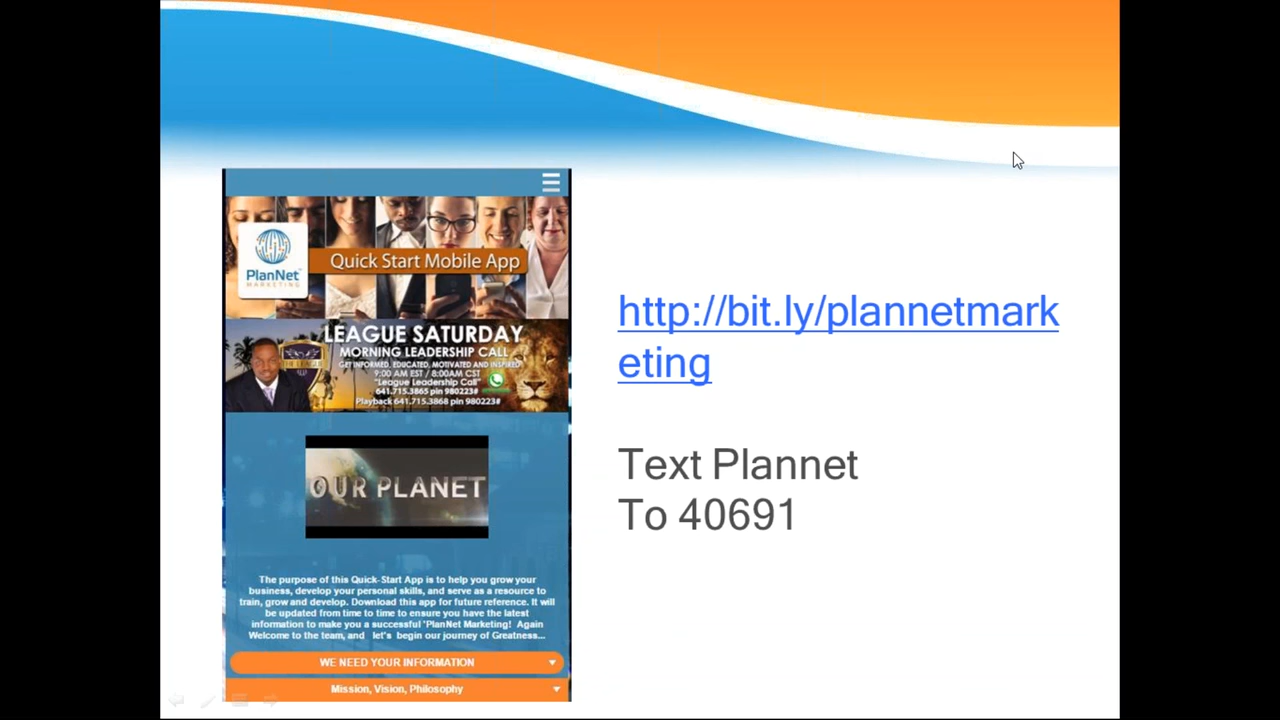 PlanNet
MARKETING
Quick Start Mobile App
LEAGUE SATURDAY
MORNING LEADERSHIP CALL
GET INFORMED, EDUCATED, MOTIVATED AND INSPIRED
9:00 AM EST / 8:00AM CST
"League Leadership Call"
641.715.3865 pin 980223#
Playback 641.715.3868 pin 980223#
OUR PLANET
The purpose of this Quick-Start App is to help you grow your
business, develop your personal skills, and serve as a resource to
train, grow and develop. Download this app for future reference. It will
be updated from time to time to ensure you have the latest
information to make you a successful 'PlanNet Marketing! Again
Welcome to the team, and let's begin our journey of Greatness...
WE NEED YOUR INFORMATION
Mission, Vision, Philosophy
http://bit.ly/plannetmark
eting
Text Plannet
To 40691